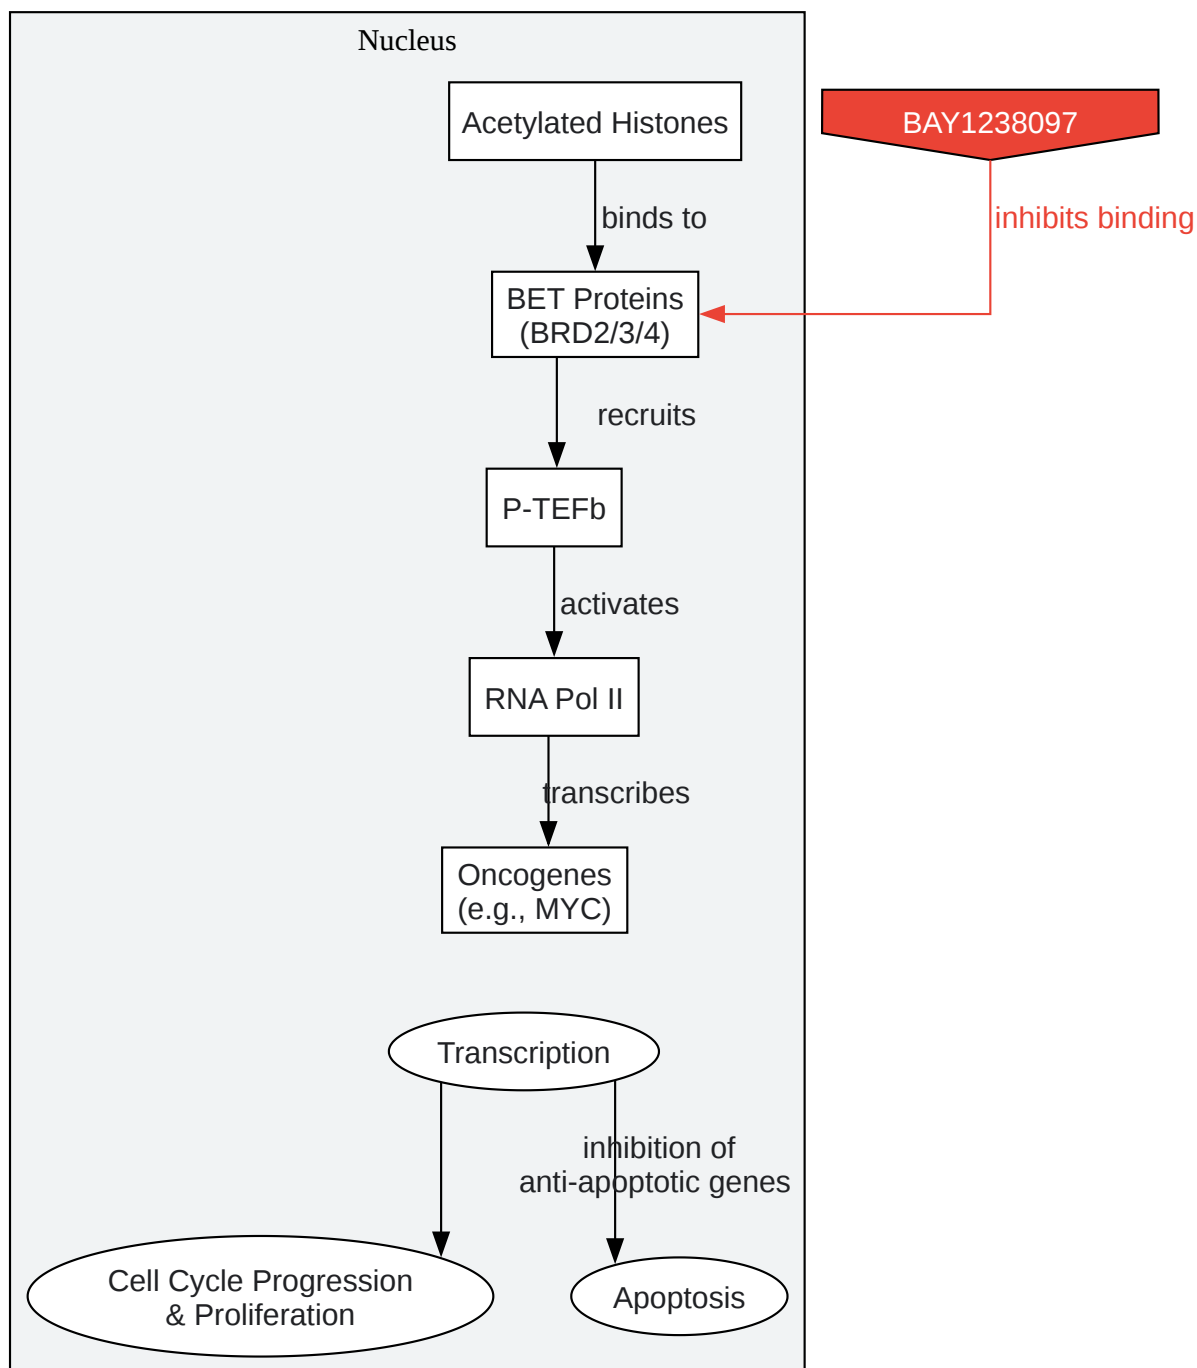 Nucleus
Acetylated Histones
BAY1238097
binds to
inhibits binding
BET Proteins
(BRD2/3/4)
recruits
P-TEFb
activates
RNA Pol II
transcribes
Oncogenes
(e.g., MYC)
Transcription
inhibition of
anti-apoptotic genes
Cell Cycle Progression
& Proliferation
Apoptosis